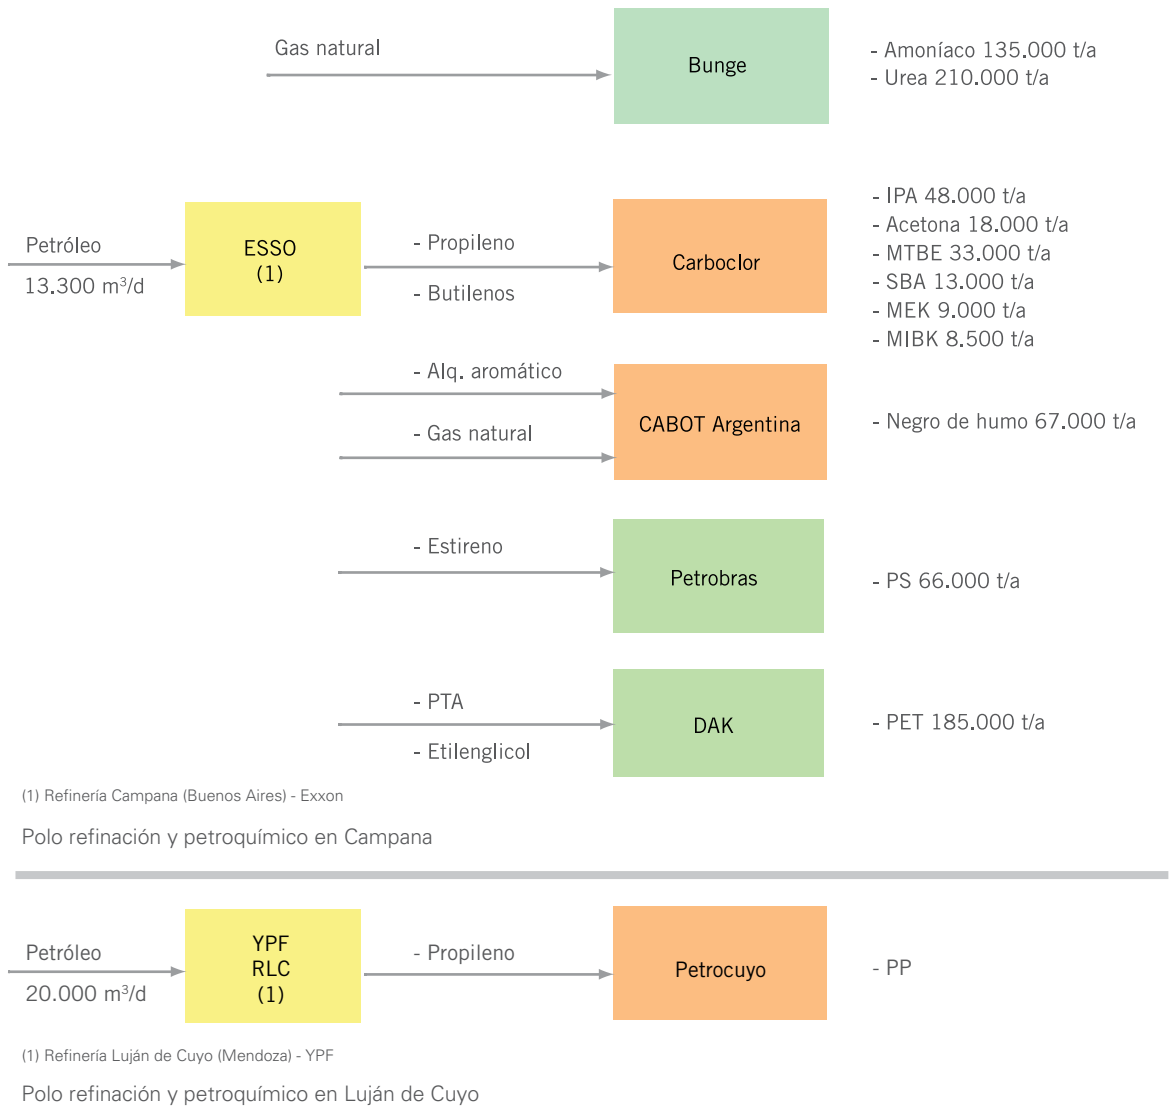 Gas natural
Bunge
- Amoníaco 135.000 t/a
- Urea 210.000 t/a
Petróleo
13.300 m³/d
ESSO
(1)
- Propileno
- Butilenos
Carboclor
- IPA 48.000 t/a
- Acetona 18.000 t/a
- MTBE 33.000 t/a
- SBA 13.000 t/a
- MEK 9.000 t/a
- MIBK 8.500 t/a
- Alq. aromático
- Gas natural
CABOT Argentina
- Negro de humo 67.000 t/a
- Estireno
Petrobras
- PS 66.000 t/a
- PTA
- Etilenglicol
DAK
- PET 185.000 t/a
(1) Refinería Campana (Buenos Aires) - Exxon
Polo refinación y petroquímico en Campana
Petróleo
20.000 m³/d
YPF
RLC
(1)
- Propileno
Petrocuyo
- PP
(1) Refinería Luján de Cuyo (Mendoza) - YPF
Polo refinación y petroquímico en Luján de Cuyo